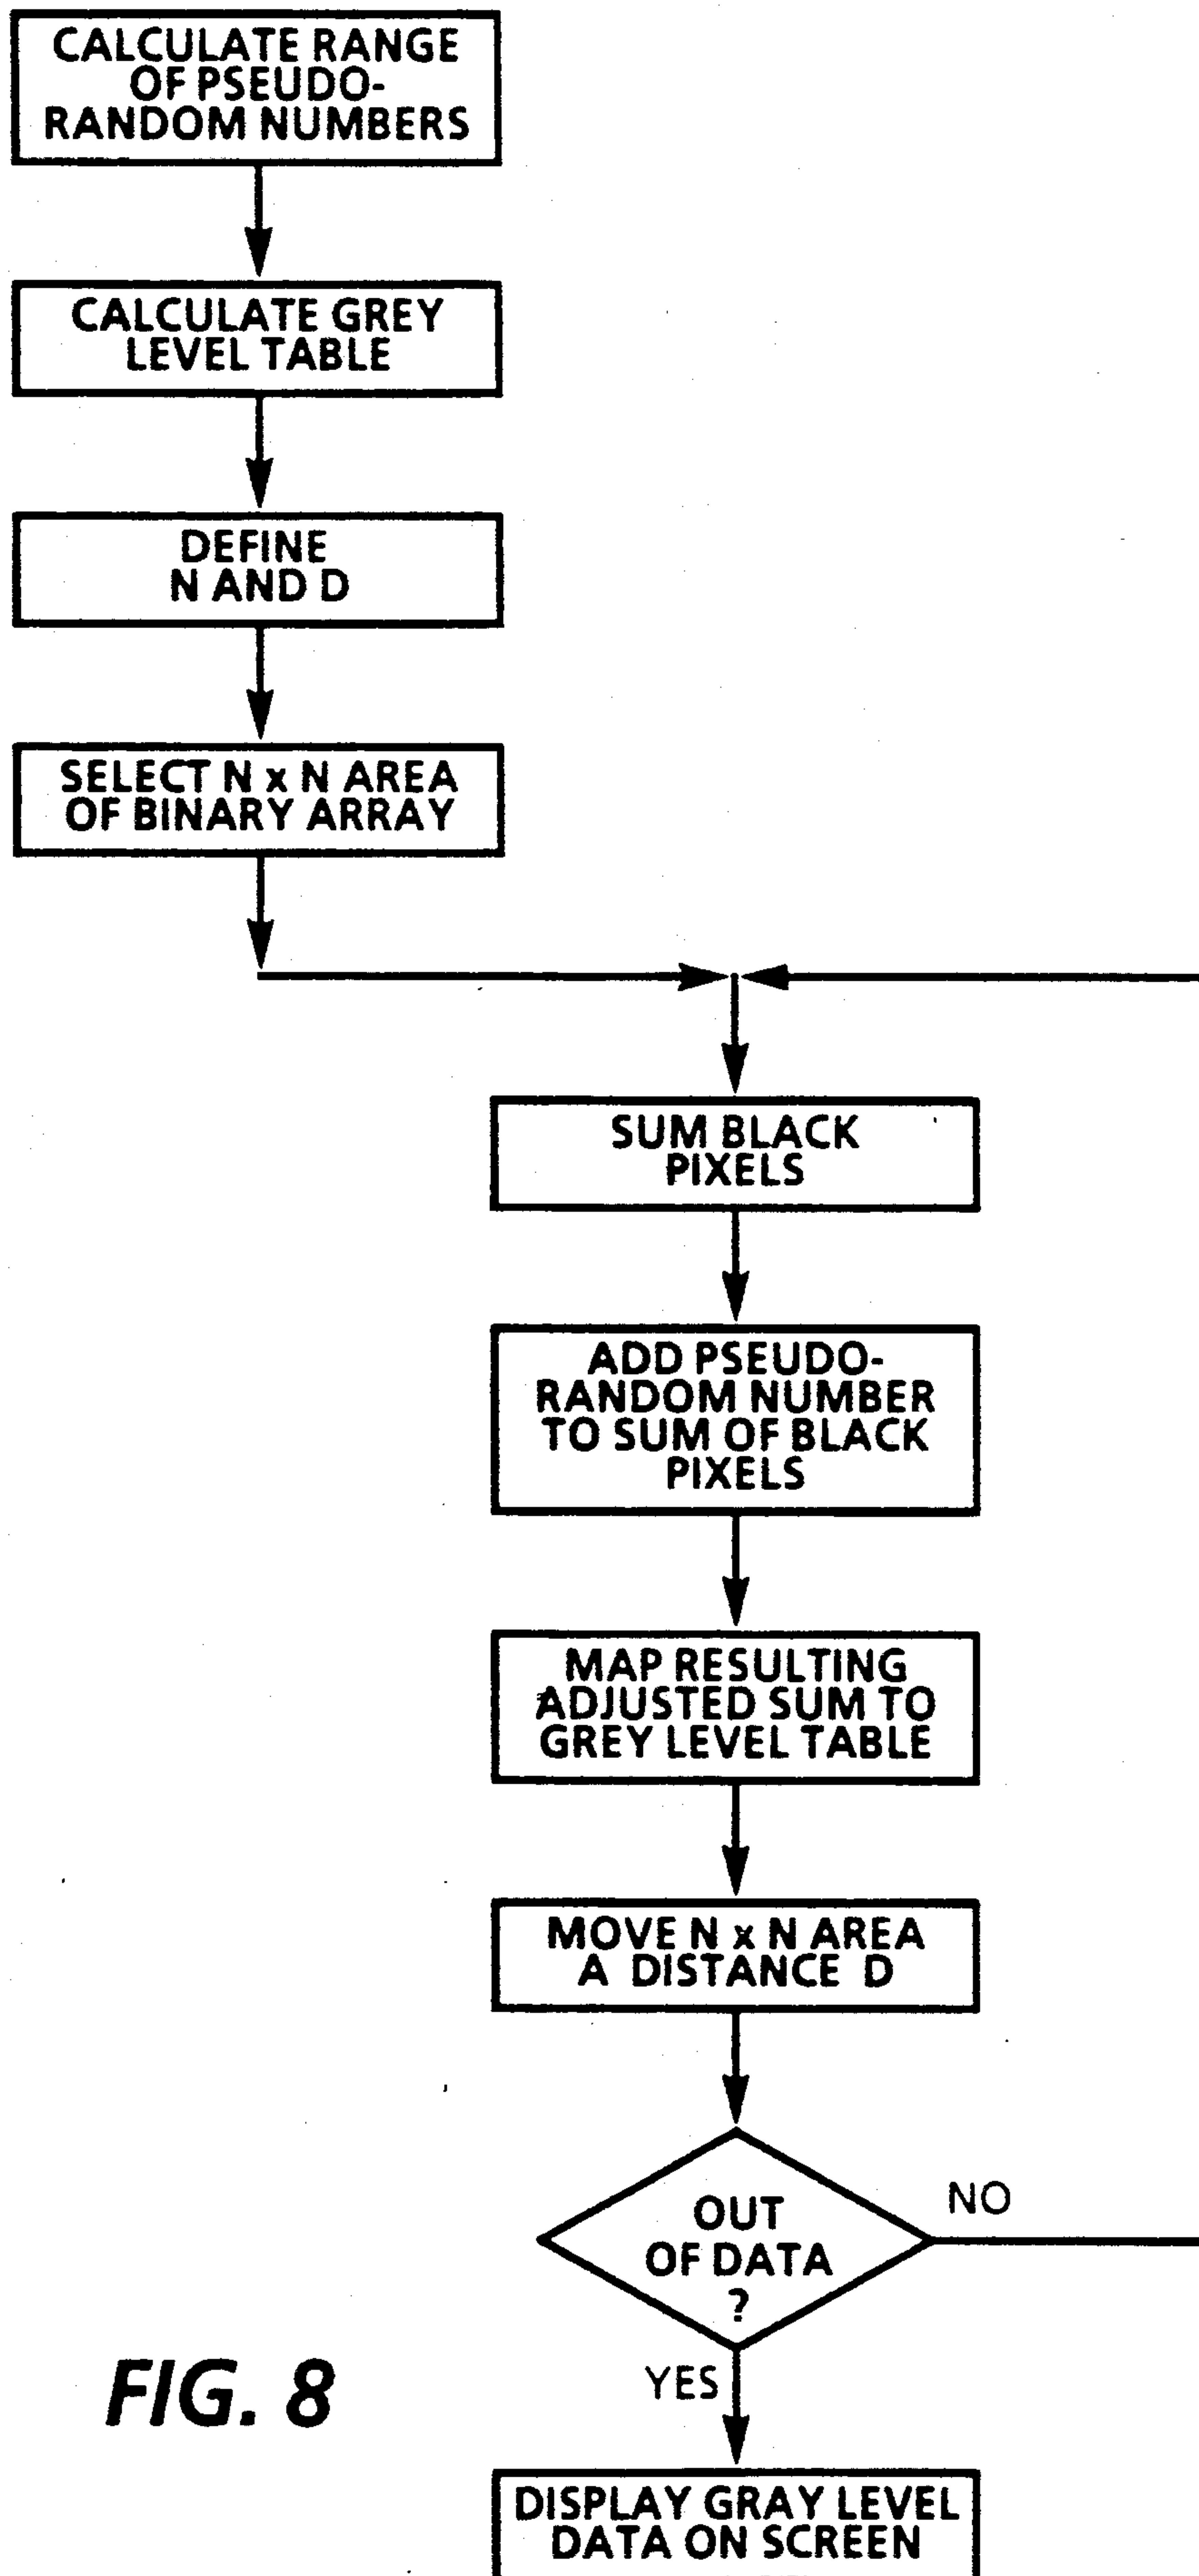 CALCULATE RANGE
OF PSEUDO-
RANDOM NUMBERS
CALCULATE GREY
LEVEL TABLE
DEFINE
N AND D
SELECT N x N AREA
OF BINARY ARRAY
SUM BLACK
PIXELS
ADD PSEUDO-
RANDOM NUMBER
TO SUM OF BLACK
PIXELS
MAP RESULTING
ADJUSTED SUM TO
GREY LEVEL TABLE
MOVE N x N AREA
A DISTANCE D
OUT
OF DATA
?
NO
YES
DISPLAY GRAY LEVEL
DATA ON SCREEN
FIG. 8